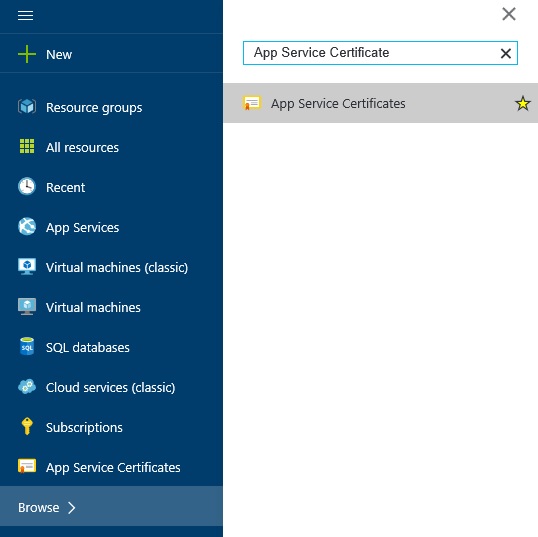 New
Resource groups
All resources
Recent
App Services
Virtual machines (classic)
Virtual machines
SQL
SQL databases
Cloud services (classic)
Subscriptions
App Service Certificates
Browse
App Service Certificate
App Service Certificates